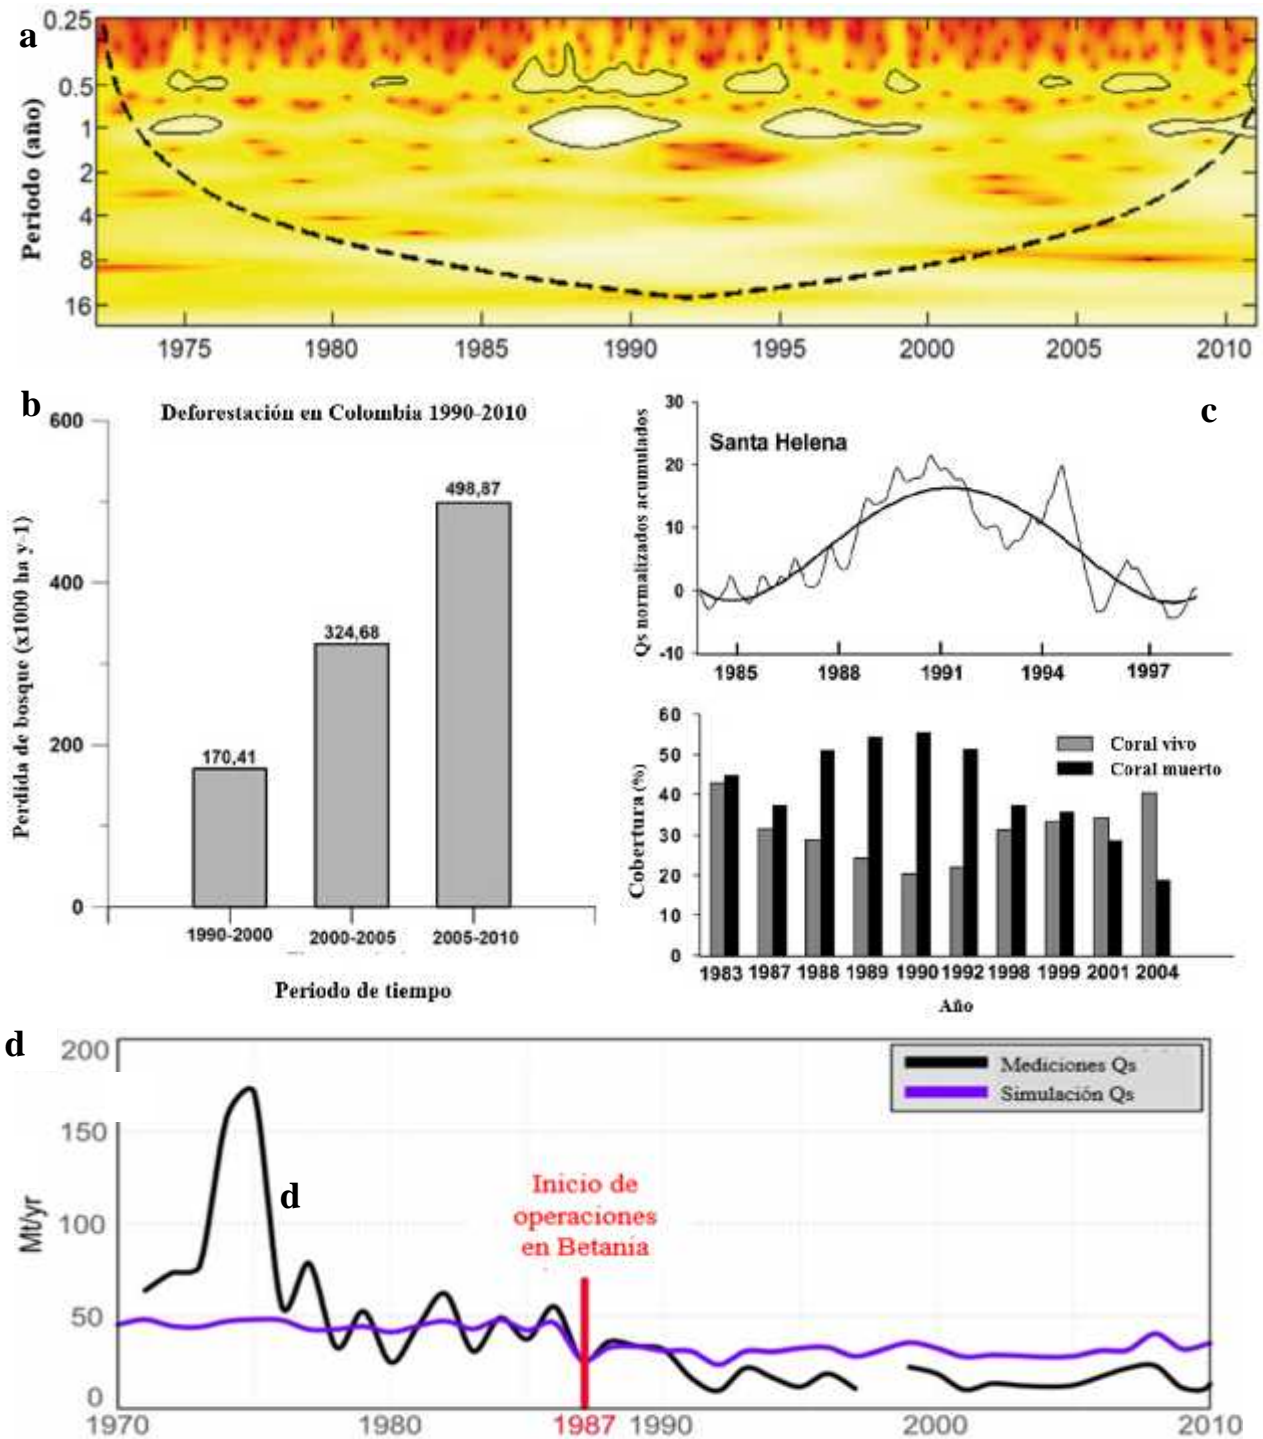 a
Periodo (año)
0.25
0.5
1
2
4
8
16
1975 1980 1985 1990 1995 2000 2005 2010
b
Deforestación en Colombia 1990-2010
Perdida de bosque (x1000 ha y-1)
600
400
200
0
170,41
324,68
498,87
1990-2000 2000-2005 2005-2010
Periodo de tiempo
c
Santa Helena
Qs normalizados acumulados
30
20
10
0
-10
1985 1988 1991 1994 1997
Cobertura (%)
60
50
40
30
20
10
0
Coral vivo
Coral muerto
1983 1987 1988 1989 1990 1992 1998 1999 2001 2004
Año
d
Mt/yr
200
150
100
50
0
Mediciones Qs
Simulación Qs
d
Inicio de
operaciones
en Betania
1970 1980 1987 1990 2000 2010